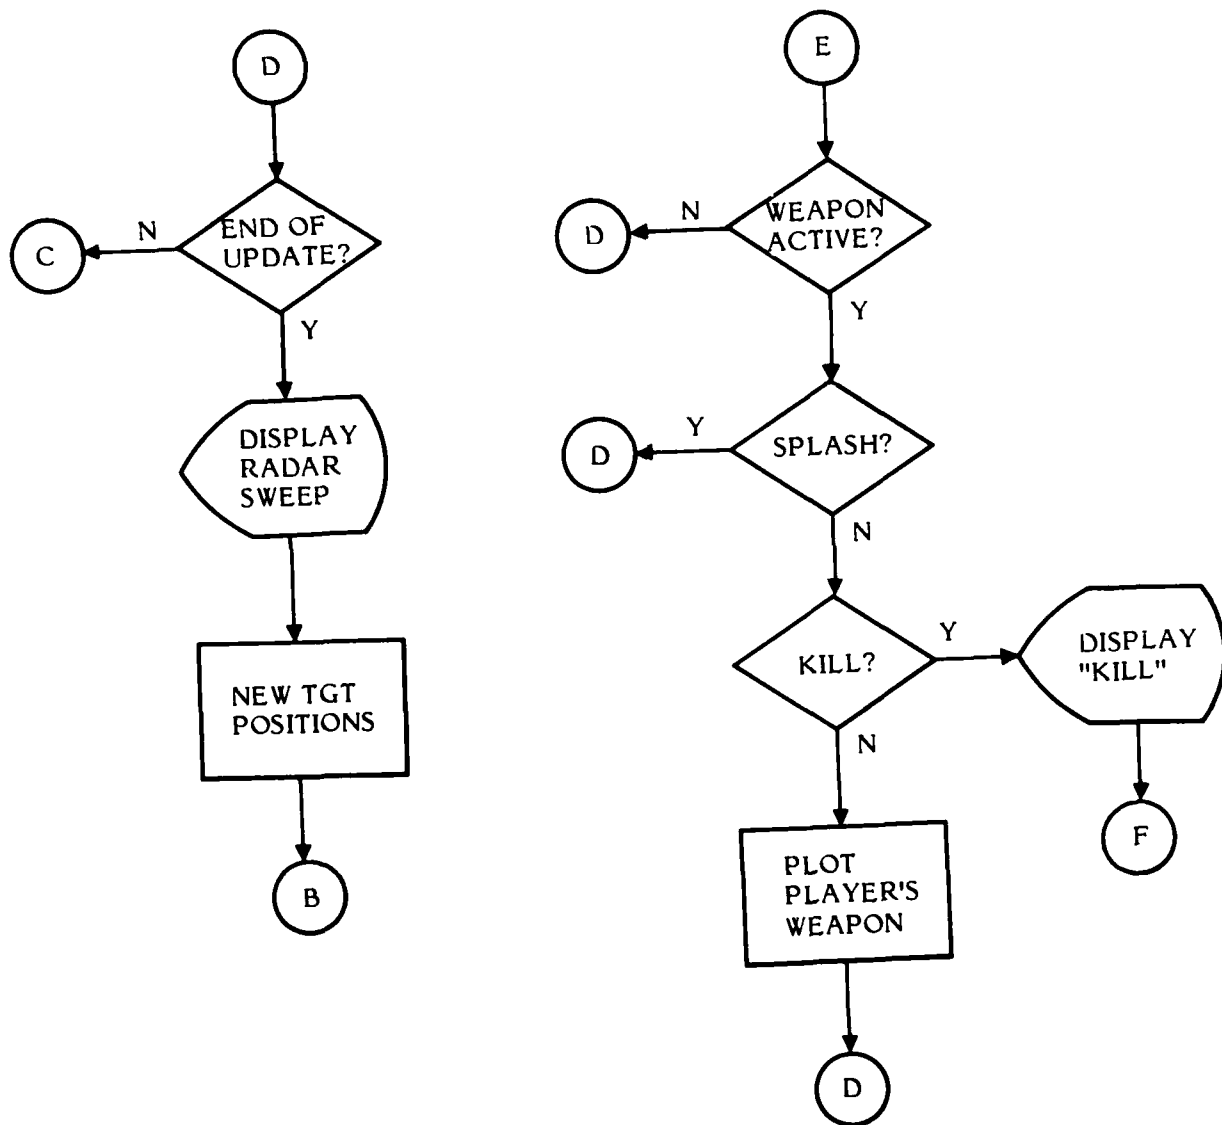 D
END OF
UPDATE?
N
C
Y
DISPLAY
RADAR
SWEEP
NEW TGT
POSITIONS
B
E
WEAPON
ACTIVE?
N
D
Y
SPLASH?
Y
D
N
KILL?
Y
DISPLAY
"KILL"
F
N
PLOT
PLAYER'S
WEAPON
D